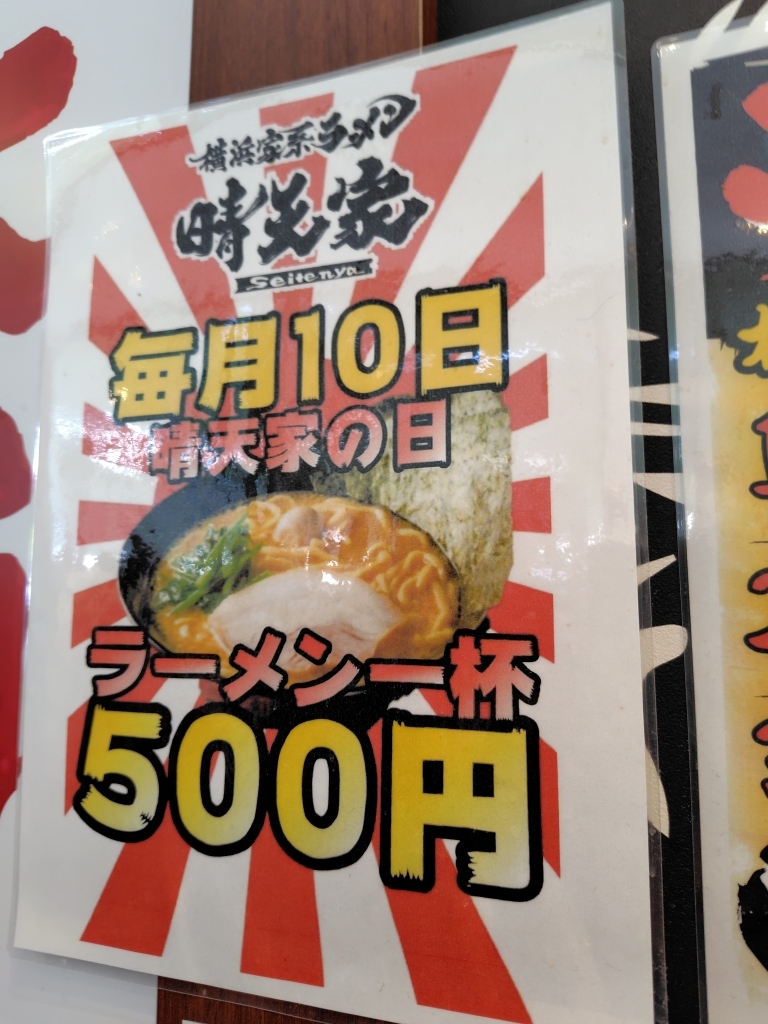 横浜家系ラーメン
晴天家
Seitenya
毎月10日
晴天家の日
ラーメン一杯
500円